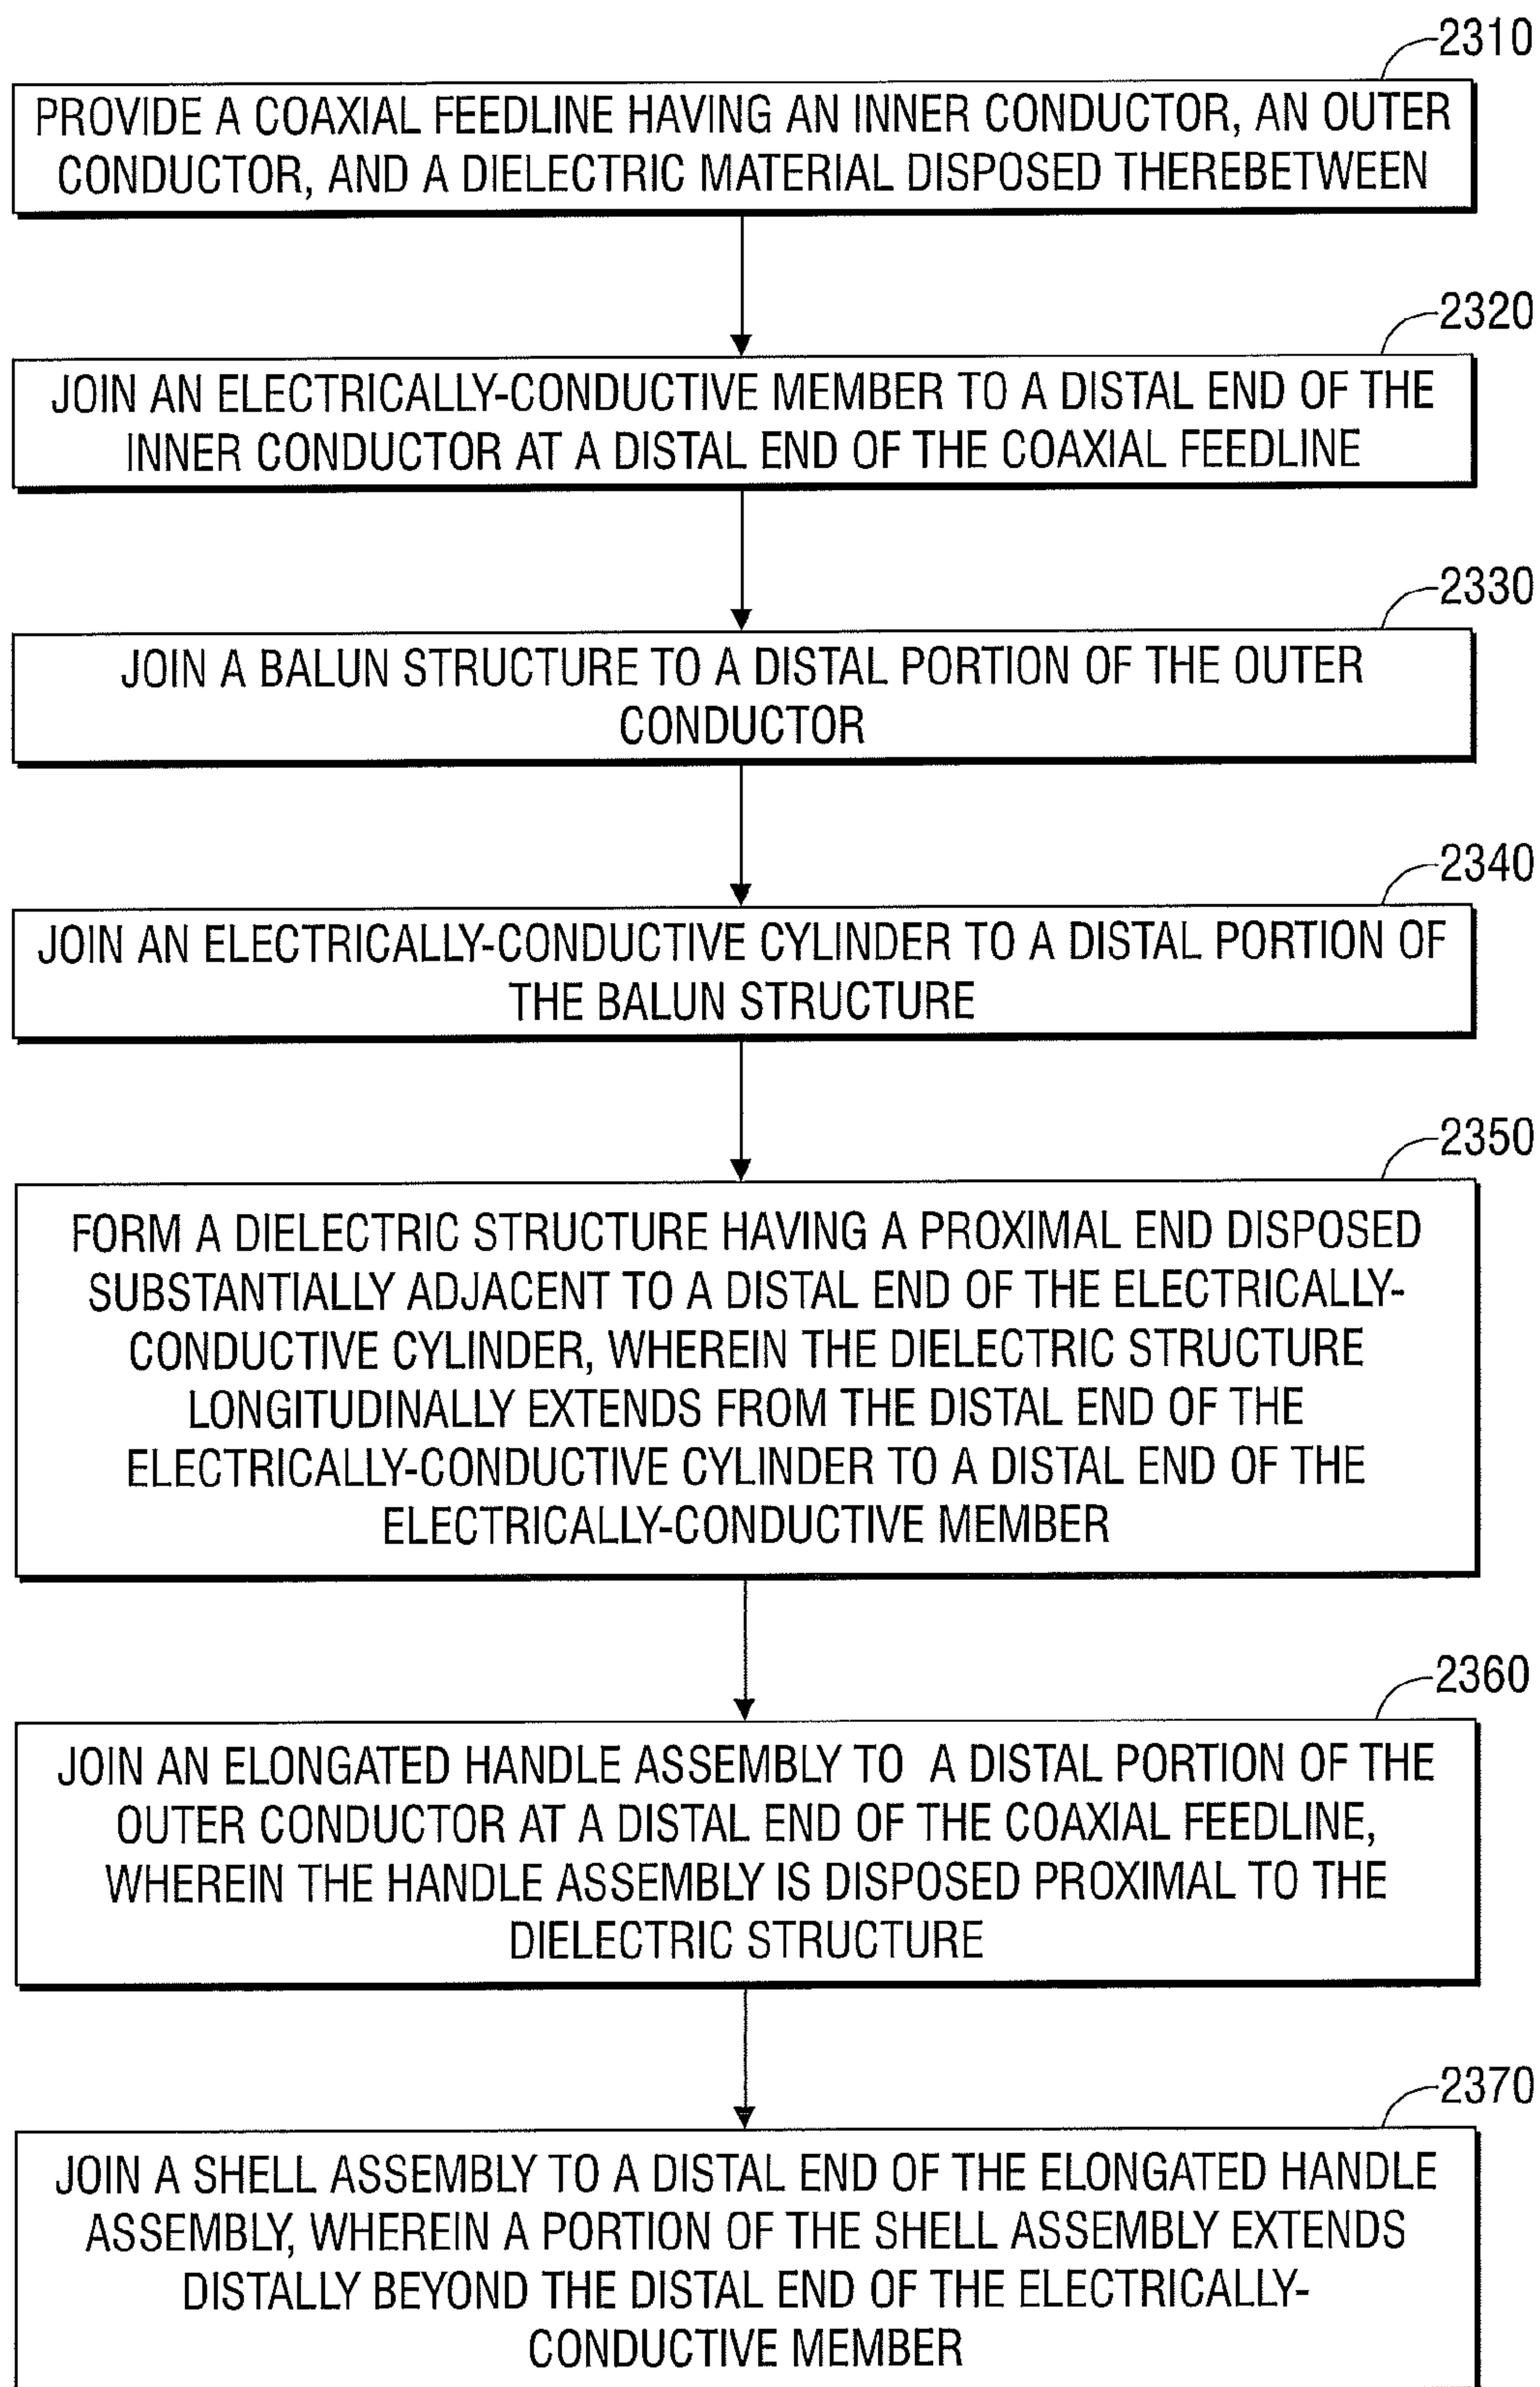 2310
PROVIDE A COAXIAL FEEDLINE HAVING AN INNER CONDUCTOR, AN OUTER
CONDUCTOR, AND A DIELECTRIC MATERIAL DISPOSED THEREBETWEEN
2320
JOIN AN ELECTRICALLY-CONDUCTIVE MEMBER TO A DISTAL END OF THE
INNER CONDUCTOR AT A DISTAL END OF THE COAXIAL FEEDLINE
2330
JOIN A BALUN STRUCTURE TO A DISTAL PORTION OF THE OUTER
CONDUCTOR
2340
JOIN AN ELECTRICALLY-CONDUCTIVE CYLINDER TO A DISTAL PORTION OF
THE BALUN STRUCTURE
2350
FORM A DIELECTRIC STRUCTURE HAVING A PROXIMAL END DISPOSED
SUBSTANTIALLY ADJACENT TO A DISTAL END OF THE ELECTRICALLY-
CONDUCTIVE CYLINDER, WHEREIN THE DIELECTRIC STRUCTURE
LONGITUDINALLY EXTENDS FROM THE DISTAL END OF THE
ELECTRICALLY-CONDUCTIVE CYLINDER TO A DISTAL END OF THE
ELECTRICALLY-CONDUCTIVE MEMBER
2360
JOIN AN ELONGATED HANDLE ASSEMBLY TO A DISTAL PORTION OF THE
OUTER CONDUCTOR AT A DISTAL END OF THE COAXIAL FEEDLINE,
WHEREIN THE HANDLE ASSEMBLY IS DISPOSED PROXIMAL TO THE
DIELECTRIC STRUCTURE
2370
JOIN A SHELL ASSEMBLY TO A DISTAL END OF THE ELONGATED HANDLE
ASSEMBLY, WHEREIN A PORTION OF THE SHELL ASSEMBLY EXTENDS
DISTALLY BEYOND THE DISTAL END OF THE ELECTRICALLY-
CONDUCTIVE MEMBER